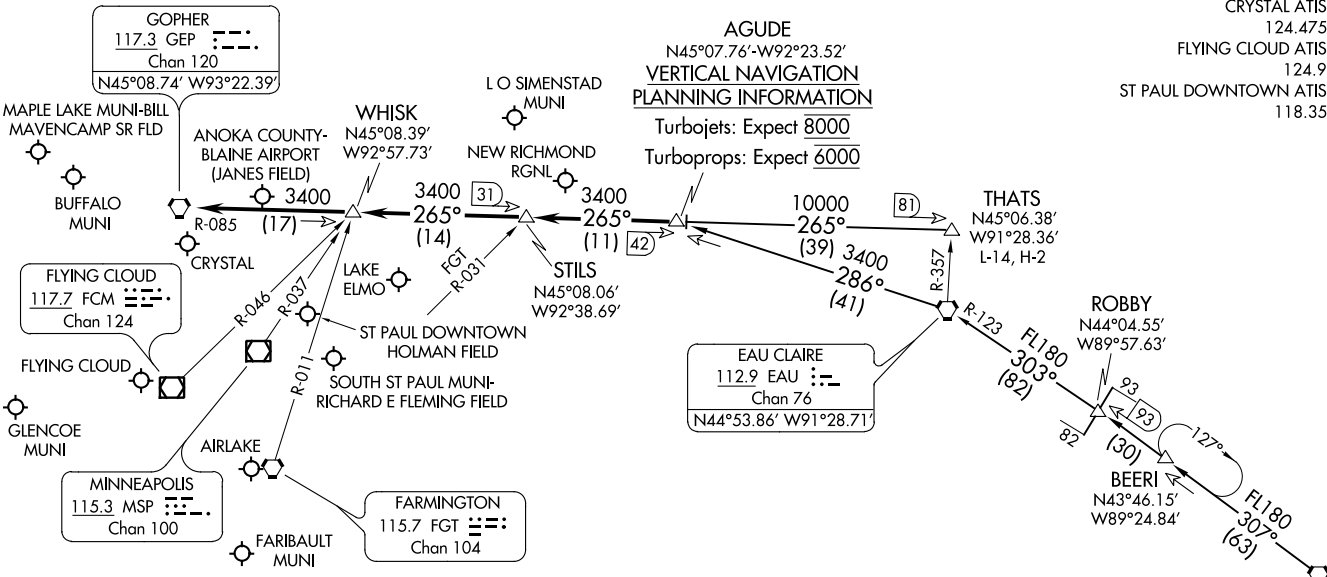 CRYSTAL ATIS
124.475
FLYING CLOUD ATIS
124.9
ST PAUL DOWNTOWN ATIS
118.35
GOPHER
117.3 GEP
Chan 120
N45°08.74' W93°22.39'
MAPLE LAKE MUNI-BILL
MAVENCAMP SR FLD
BUFFALO
MUNI
ANOKA COUNTY-
BLAINE AIRPORT
(JANES FIELD)
WHISK
N45°08.39'
W92°57.73'
L O SIMENSTAD
MUNI
NEW RICHMOND
RGNL
AGUDE
N45°07.76'-W92°23.52'
VERTICAL NAVIGATION
PLANNING INFORMATION
Turbojets: Expect 8000
Turboprops: Expect 6000
THATS
N45°06.38'
W91°28.36'
L-14, H-2
R-085
3400
(17)
3400
265°
(14)
31
3400
265°
(11)
42
10000
265°
(39)
81
3400
286°
(41)
R-357
CRYSTAL
STILS
N45°08.06'
W92°38.69'
FGT
R-031
LAKE
ELMO
R-046
R-037
R-011
FLYING CLOUD
117.7 FCM
Chan 124
FLYING CLOUD
ST PAUL DOWNTOWN
HOLMAN FIELD
SOUTH ST PAUL MUNI-
RICHARD E FLEMING FIELD
GLENCOE
MUNI
AIRLAKE
MINNEAPOLIS
115.3 MSP
Chan 100
FARMINGTON
115.7 FGT
Chan 104
FARIBAULT
MUNI
EAU CLAIRE
112.9 EAU
Chan 76
N44°53.86' W91°28.71'
R-123
FL180
303°
(82)
ROBBY
N44°04.55'
W89°57.63'
93
93
82
(30)
127°
BEERI
N43°46.15'
W89°24.84'
FL180
307°
(63)